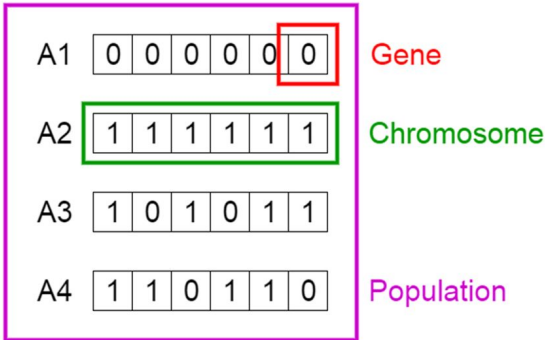 A1 0 0 0 0 0 0 Gene
A2 1 1 1 1 1 1 Chromosome
A3 1 0 1 0 1 1
A4 1 1 0 1 1 0 Population